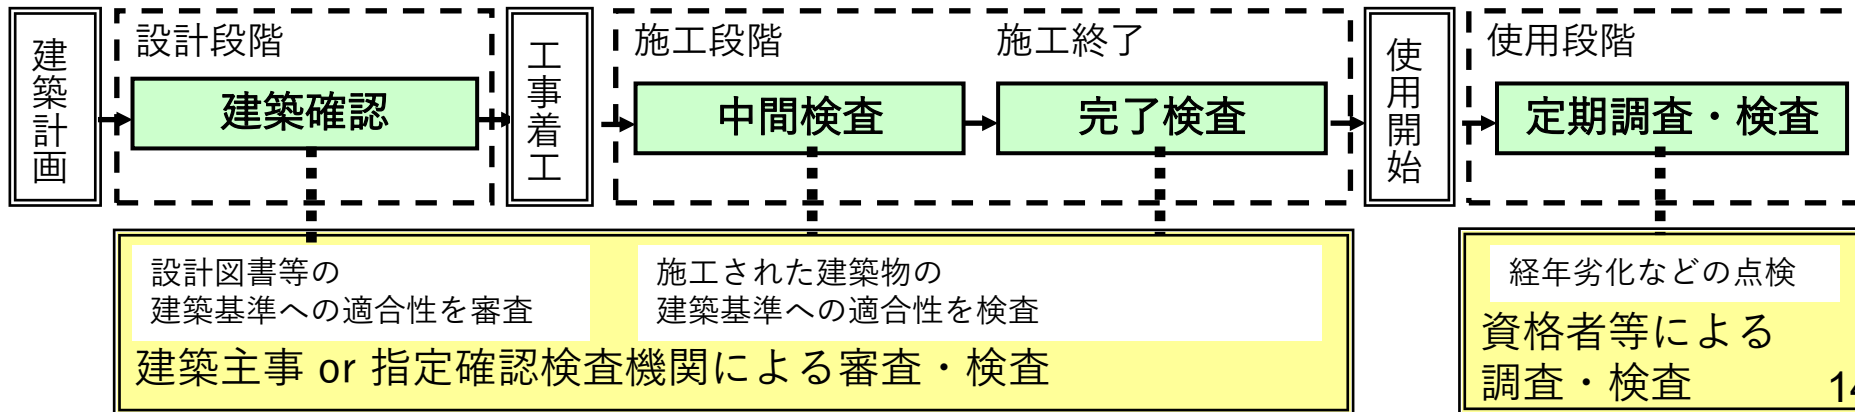 建築計画
設計段階
建築確認
工事着工
施工段階
施工終了
中間検査
完了検査
使用開始
使用段階
定期調査・検査
設計図書等の
建築基準への適合性を審査
施工された建築物の
建築基準への適合性を検査
建築主事 or 指定確認検査機関による審査・検査
経年劣化などの点検
資格者等による
調査・検査
14